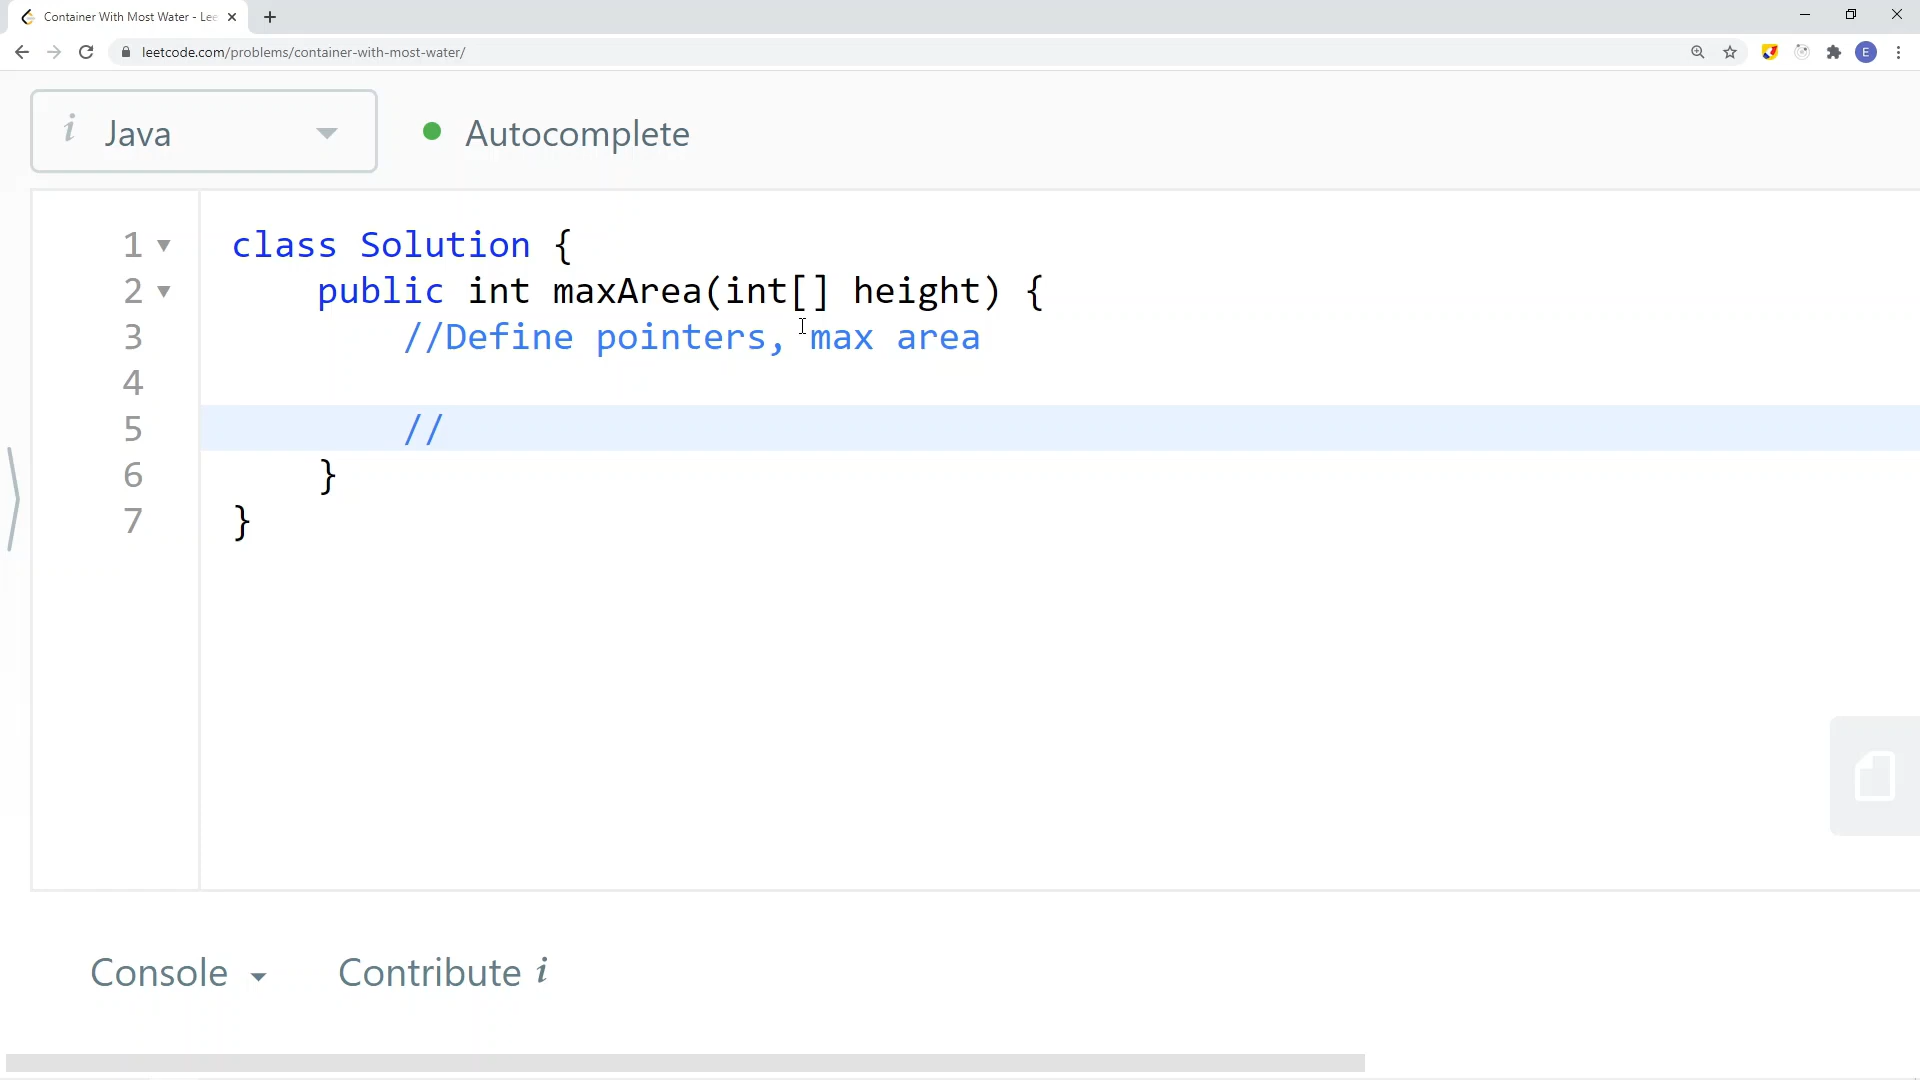 Container With Most Water - Lee
leetcode.com/problems/container-with-most-water/
E
i Java
Autocomplete
1 class Solution {
2 public int maxArea(int[] height) {
3 //Define pointers, max area
4
5 //
6 }
7 }
Console
Contribute i